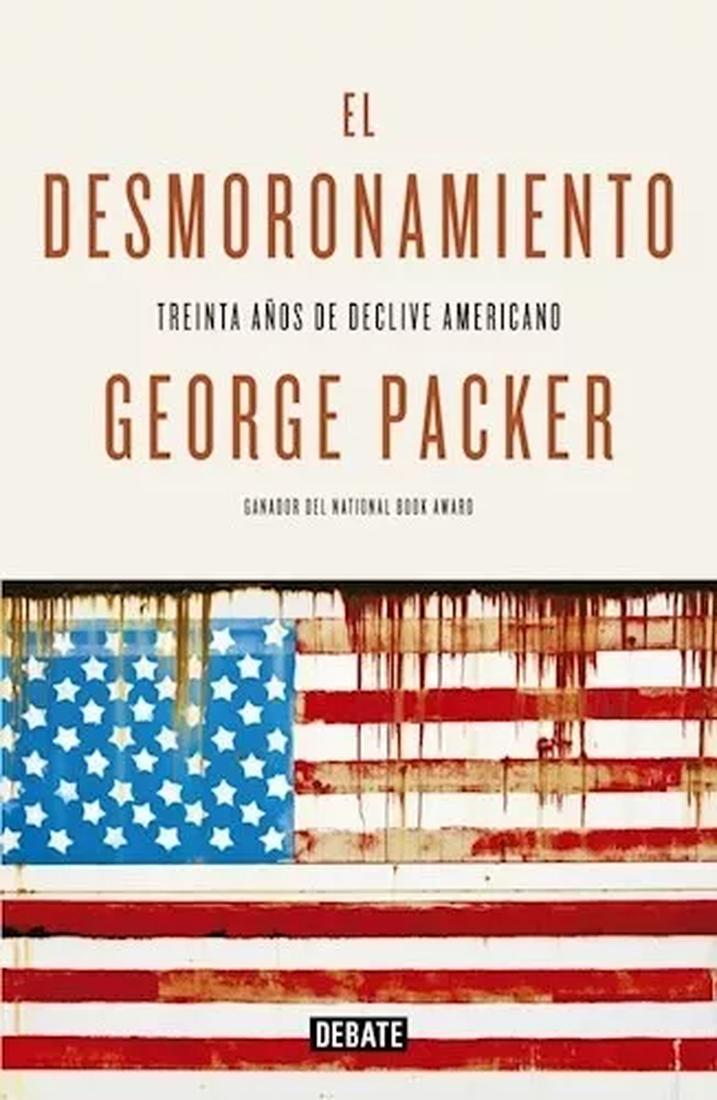 EL
DESMORONAMIENTO
TREINTA AÑOS DE DECLIVE AMERICANO
GEORGE PACKER
GANADOR DEL NATIONAL BOOK AWARD
DEBATE